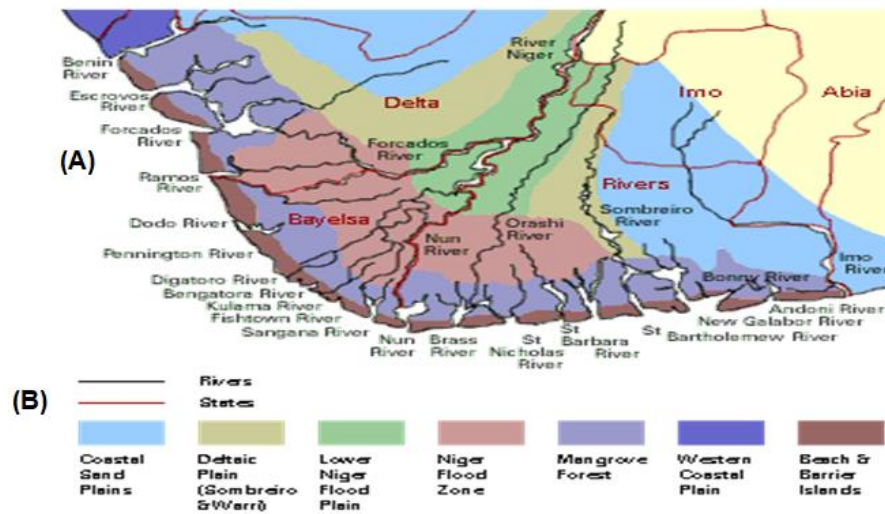 River
Niger
Benin
River
Escrovos
River
Delta
Imo
Abia
Forcados
River
(A)
Forcados
River
Ramos
River
Rivers
Bayelsa
Dodo River
Nun
River
Orashi
River
Sombreiro
River
Pennington River
Imo
River
Digatoro River
Bengatora River
Bonny River
Kulama River
Fishtown River
Sangana River
Andoni River
New Galabor River
Nun
River
Brass
River
St
Nicholas River
St
Barbara
River
St
Bartholemew River
(B)
Rivers
States
Coastal
Sand
Plains
Deltaic
Plain
(Sombreiro
& Warri)
Lower
Niger
Flood
Plain
Niger
Flood
Zone
Mangrove
Forest
Western
Coastal
Plain
Beach &
Barrier
Islands